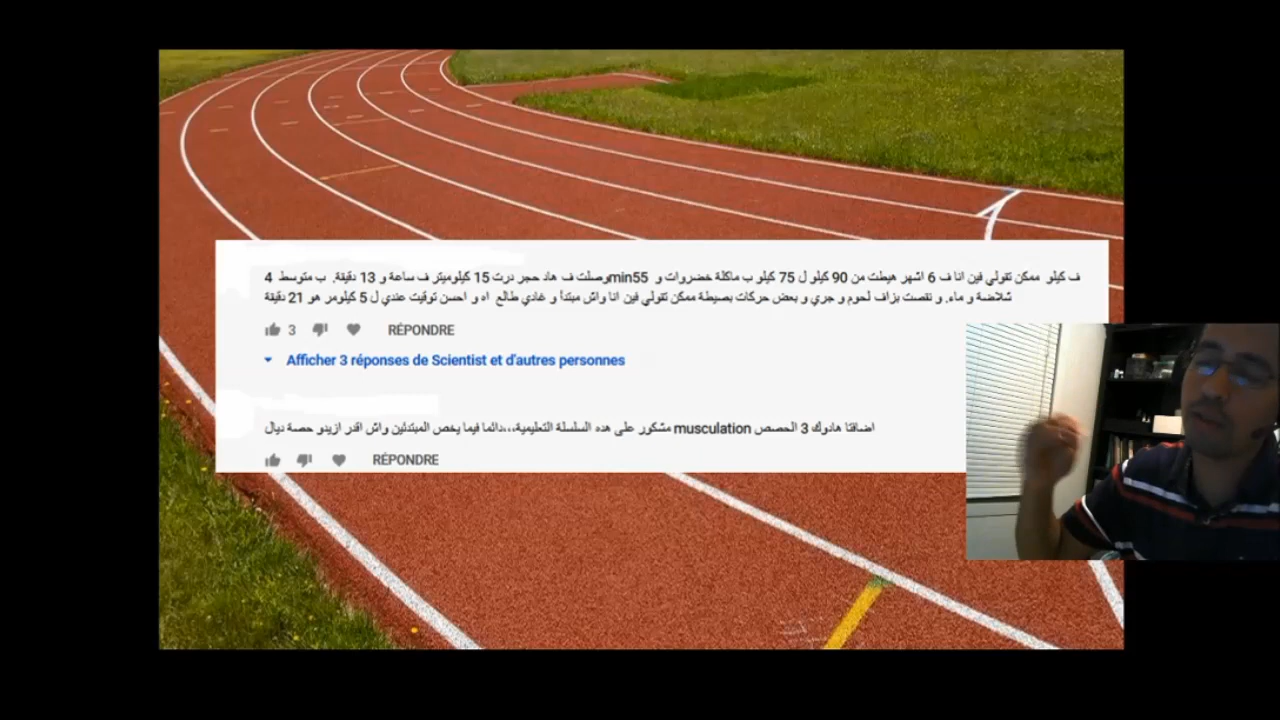 ف كيلو ممكن تقولي فين انا ف 6 اشهر هبطت من 90 كيلو ل 75 كيلو ب ماكلة خضروات و min55وصلت ف هاد حجر درت 15 كيلوميتر ف ساعة و 13 دقيقة. ب متوسط 4
شلاضة و ماء. و نقصت بزاف لحوم و جري و بعض حركات بصيطة ممكن تقولي فين انا واش مبتدأ و غادي طالع اه و احسن توقيت عندي ل 5 كيلومر هو 21 دقيقة
3 RÉPONDRE
Afficher 3 réponses de Scientist et d'autres personnes
اضافتا هادوك 3 الحصص musculation مشكور على هده السلسلة التعليمية،،،دائما فيما يخص المبتدئين واش اقدر ازيدو حصة ديال
RÉPONDRE